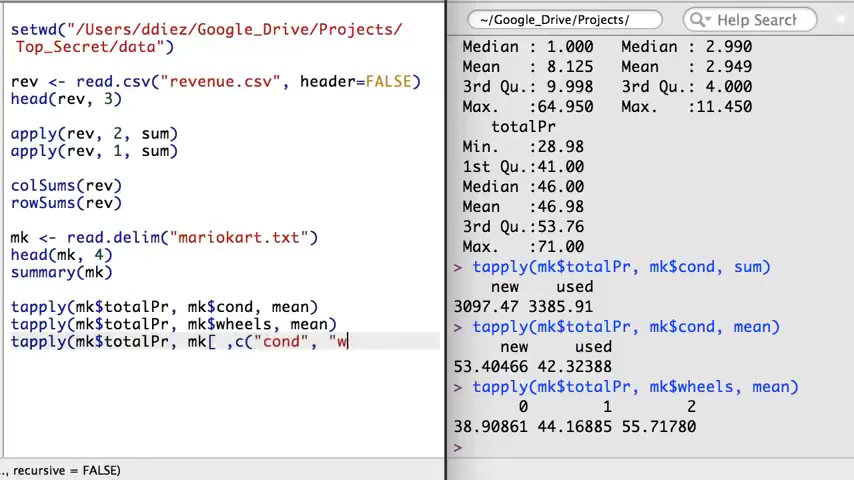 setwd("/Users/ddiez/Google_Drive/Projects/
Top_Secret/data")
rev <- read.csv("revenue.csv", header=FALSE)
head(rev, 3)
apply(rev, 2, sum)
apply(rev, 1, sum)
colSums(rev)
rowSums(rev)
mk <- read.delim("mariokart.txt")
head(mk, 4)
summary(mk)
tapply(mk$totalPr, mk$cond, mean)
tapply(mk$totalPr, mk$wheels, mean)
tapply(mk$totalPr, mk[ ,c("cond", "w
.., recursive = FALSE)
~/Google_Drive/Projects/
Help Search
Median : 1.000 Median : 2.990
Mean : 8.125 Mean : 2.949
3rd Qu.: 9.998 3rd Qu.: 4.000
Max. :64.950 Max. :11.450
totalPr
Min. :28.98
1st Qu.:41.00
Median :46.00
Mean :46.98
3rd Qu.:53.76
Max. :71.00
> tapply(mk$totalPr, mk$cond, sum)
new used
3097.47 3385.91
> tapply(mk$totalPr, mk$cond, mean)
new used
53.40466 42.32388
> tapply(mk$totalPr, mk$wheels, mean)
0 1 2
38.90861 44.16885 55.71780
>